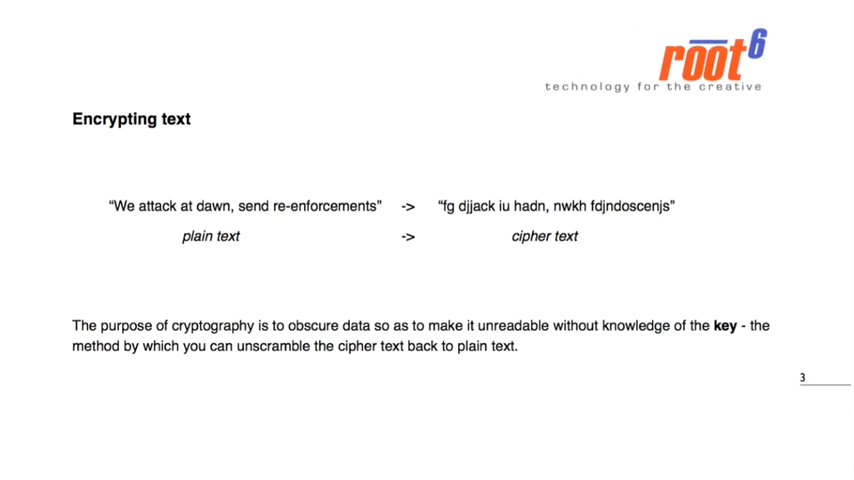 root6
technology for the creative
Encrypting text
“We attack at dawn, send re-enforcements” -> “fg djjack iu hadn, nwkh fdjndoscenjs”
plain text -> cipher text
The purpose of cryptography is to obscure data so as to make it unreadable without knowledge of the key - the
method by which you can unscramble the cipher text back to plain text.
3